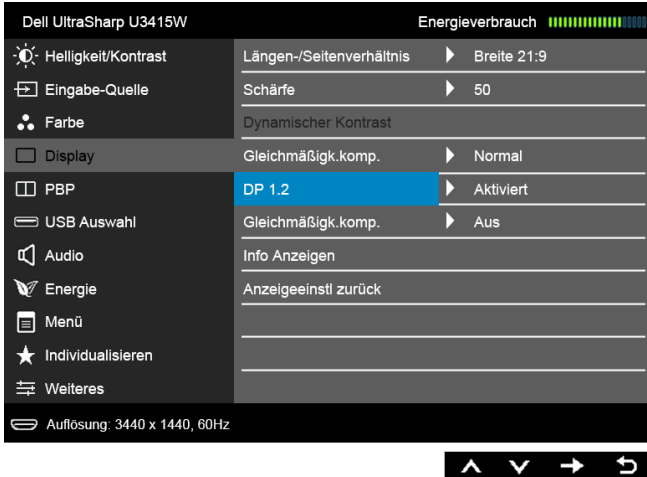 Dell UltraSharp U3415W
Energieverbrauch
Helligkeit/Kontrast
Eingabe-Quelle
Farbe
Display
PBP
USB Auswahl
Audio
Energie
Menü
Individualisieren
Weiteres
Längen-/Seitenverhältnis Breite 21:9
Schärfe 50
Dynamischer Kontrast
Gleichmäßigk.komp. Normal
DP 1.2 Aktiviert
Gleichmäßigk.komp. Aus
Info Anzeigen
Anzeigeeinstl zurück
Auflösung: 3440 x 1440, 60Hz